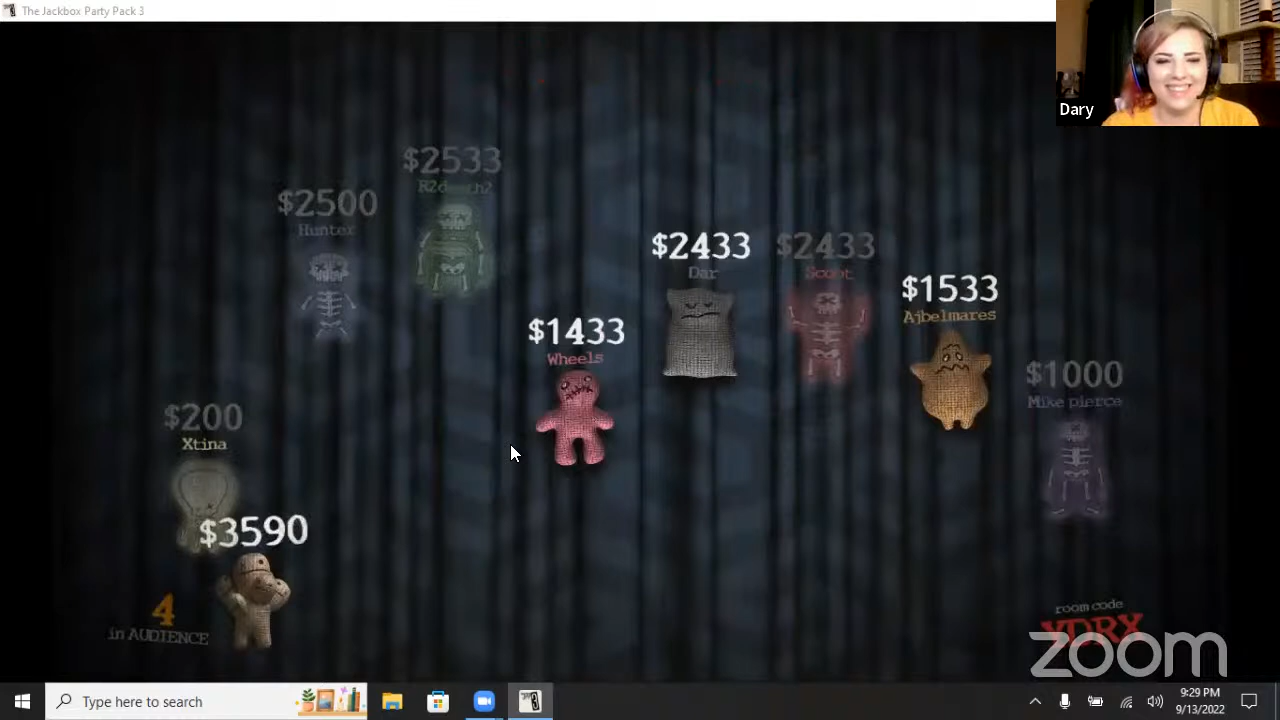 The Jackbox Party Pack 3
Dary
$2533
$2500
Hunter
$2433
Dar
$2433
Scoot
$1533
Ajbelmares
$1433
Wheels
$1000
Mike pierce
$200
Xtina
$3590
4
in AUDIENCE
room code
YDRX
zoom
Type here to search
9:29 PM
9/13/2022